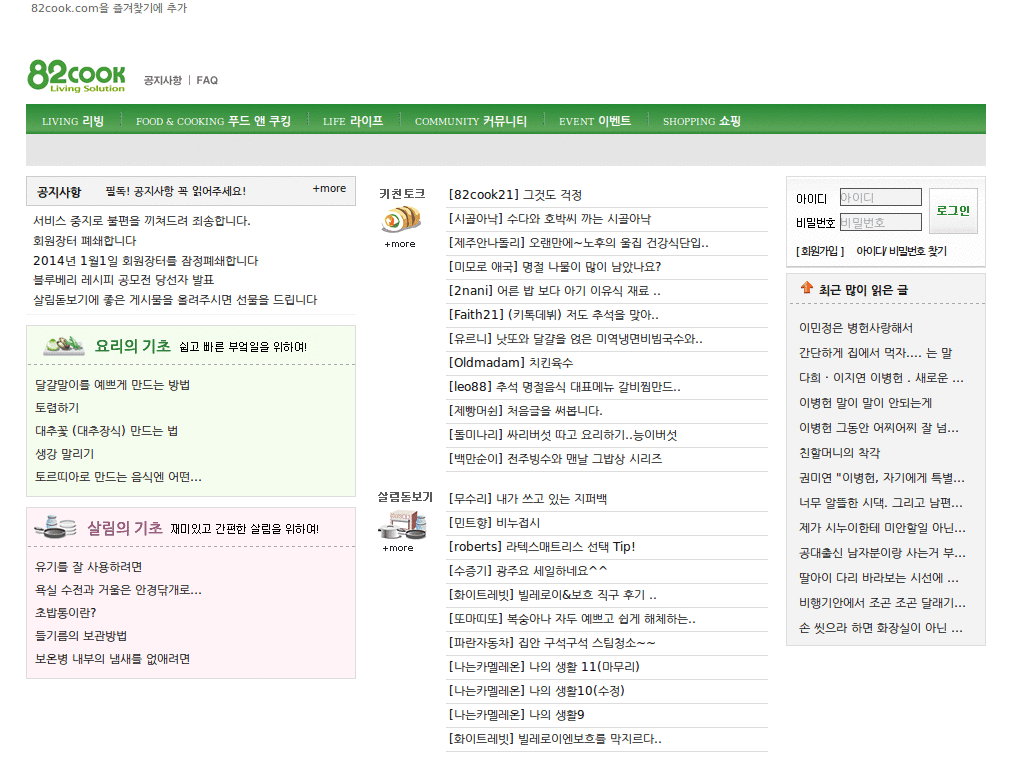 82cook.com을 즐겨찾기에 추가
82COOK
Living Solution
공지사항 | FAQ
LIVING 리빙 FOOD & COOKING 푸드 앤 쿠킹 LIFE 라이프 COMMUNITY 커뮤니티 EVENT 이벤트 SHOPPING 쇼핑
공지사항 필독! 공지사항 꼭 읽어주세요! +more
서비스 중지로 불편을 끼쳐드려 죄송합니다.
회원장터 폐쇄합니다
2014년 1월1일 회원장터를 잠정폐쇄합니다
블루베리 레시피 공모전 당선자 발표
살림돋보기에 좋은 게시물을 올려주시면 선물을 드립니다
요리의 기초 쉽고 빠른 부엌일을 위하여!
달걀말이를 예쁘게 만드는 방법
토렴하기
대추꽃 (대추장식) 만드는 법
생강 말리기
토르띠아로 만드는 음식엔 어떤...
살림의 기초 재미있고 간편한 살림을 위하여!
유기를 잘 사용하려면
욕실 수전과 거울은 안경닦개로...
초밥통이란?
들기름의 보관방법
보온병 내부의 냄새를 없애려면
키친토크
+more
[82cook21] 그것도 걱정
[시골아낙] 수다와 호박씨 까는 시골아낙
[제주안나돌리] 오랜만에~노후의 울집 건강식단입..
[미모로 애국] 명절 나물이 많이 남았나요?
[2nani] 어른 밥 보다 아기 이유식 재료 ..
[Faith21] (키톡데뷔) 저도 추석을 맞아..
[유르니] 낫또와 달걀을 얹은 미역냉면비빔국수와..
[Oldmadam] 치킨육수
[leo88] 추석 명절음식 대표메뉴 갈비찜만드..
[제빵머쉰] 처음글을 써봅니다.
[돌미나리] 싸리버섯 따고 요리하기..능이버섯
[백만순이] 전주빙수와 맨날 그밥상 시리즈
살림돋보기
+more
[무수리] 내가 쓰고 있는 지퍼백
[민트향] 비누접시
[roberts] 라텍스매트리스 선택 Tip!
[수증기] 광주요 세일하네요^^
[화이트레빗] 빌레로이&보흐 직구 후기 ..
[또마띠또] 복숭아나 자두 예쁘고 쉽게 해체하는..
[파란자동차] 집안 구석구석 스팀청소~~
[나는카멜레온] 나의 생활 11(마무리)
[나는카멜레온] 나의 생활10(수정)
[나는카멜레온] 나의 생활9
[화이트레빗] 빌레로이엔보흐를 막지르다..
아이디 아이디
비밀번호 비밀번호
로그인
[ 회원가입 ] 아이디/ 비밀번호 찾기
최근 많이 읽은 글
이민정은 병헌사랑해서
간단하게 집에서 먹자.... 는 말
다희 · 이지연 이병헌 . 새로운 ...
이병헌 말이 말이 안되는게
이병헌 그동안 어찌어찌 잘 넘...
친할머니의 착각
권미연 "이병헌, 자기에게 특별...
너무 알뜰한 시댁. 그리고 남편...
제가 시누이한테 미안할일 아닌...
공대출신 남자분이랑 사는거 부...
딸아이 다리 바라보는 시선에 ...
비행기안에서 조곤 조곤 달래기...
손 씻으라 하면 화장실이 아닌 ...